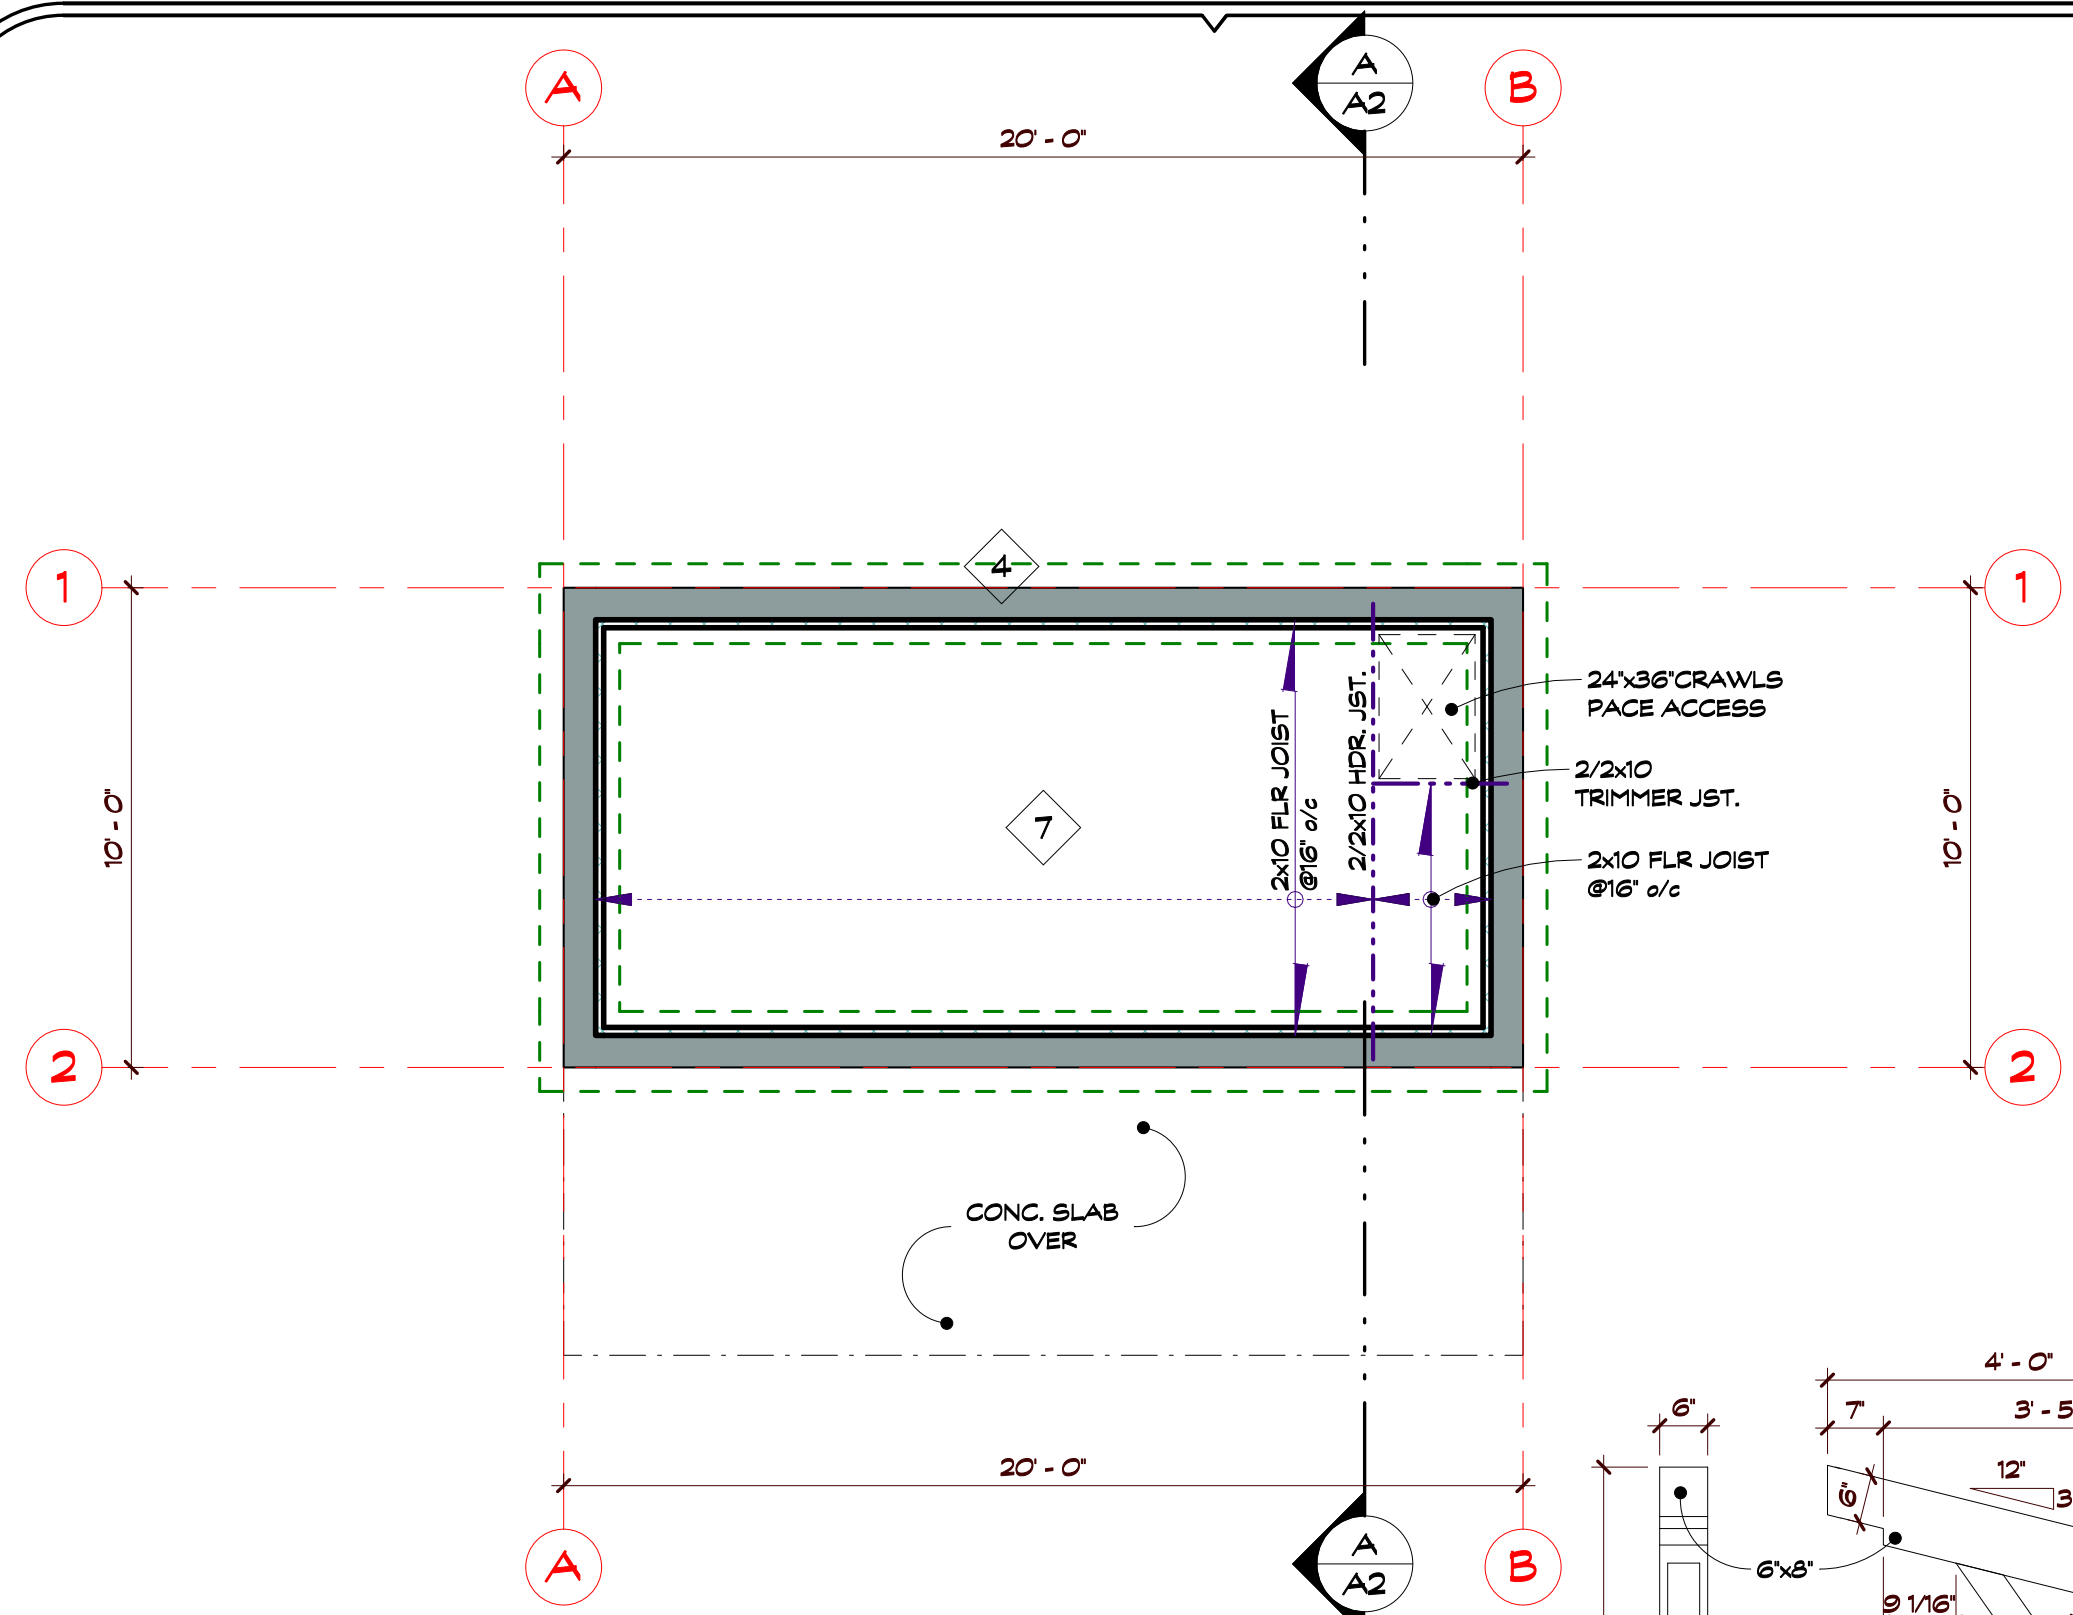 A
A
A2
B
20' - 0"
1
4
1
24"x36"CRAWLS
PACE ACCESS
2x10 FLR JOIST
@16" o/c
2/2x10 HDR. JST.
2/2x10
TRIMMER JST.
10' - 0"
7
10' - 0"
2x10 FLR JOIST
@16" o/c
2
2
CONC. SLAB
OVER
4' - 0"
6"
7"
3' - 5
20' - 0"
12"
3
6"
A
A
A2
B
6"x8"
9 1/16"